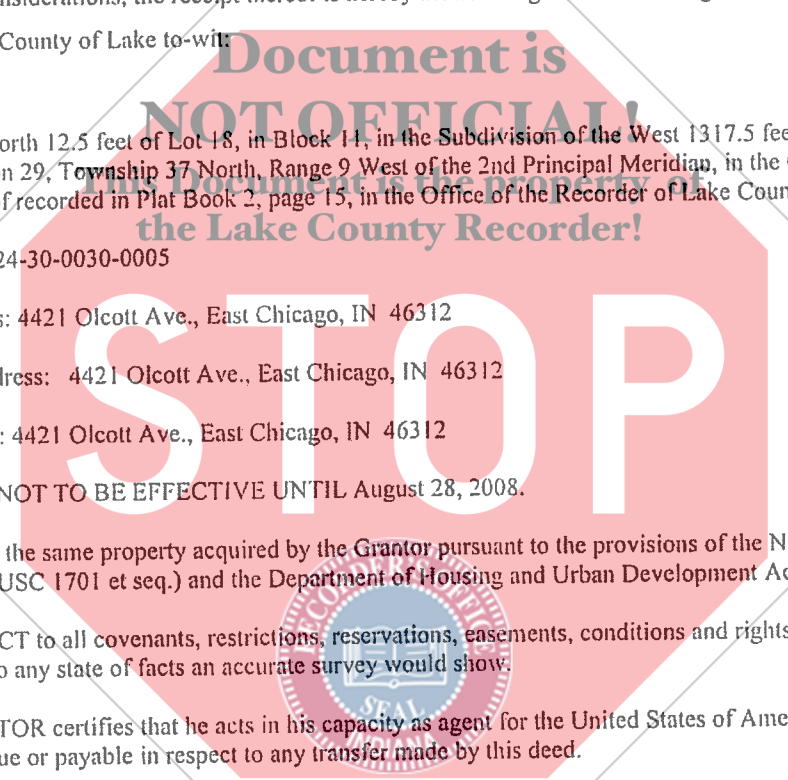 County of Lake to-wit:
Document is
NOT OFFICIAL!
orth 12.5 feet of Lot 18, in Block 11, in the Subdivision of the West 1317.5 fee
n 29, Township 37 North, Range 9 West of the 2nd Principal Meridian, in the
This Document is the property of
f recorded in Plat Book 2, page 15, in the Office of the Recorder of Lake Coun
the Lake County Recorder!
24-30-0030-0005
s: 4421 Olcott Ave., East Chicago, IN 46312
dress: 4421 Olcott Ave., East Chicago, IN 46312
: 4421 Olcott Ave., East Chicago, IN 46312
STOP
NOT TO BE EFFECTIVE UNTIL August 28, 2008.
the same property acquired by the Grantor pursuant to the provisions of the N
USC 1701 et seq.) and the Department of Housing and Urban Development Ac
RECORDER'S OFFICE
CT to all covenants, restrictions, reservations, easements, conditions and rights
o any state of facts an accurate survey would show.
SEAL
TOR certifies that he acts in his capacity as agent for the United States of Ame
ue or payable in respect to any transfer made by this deed.